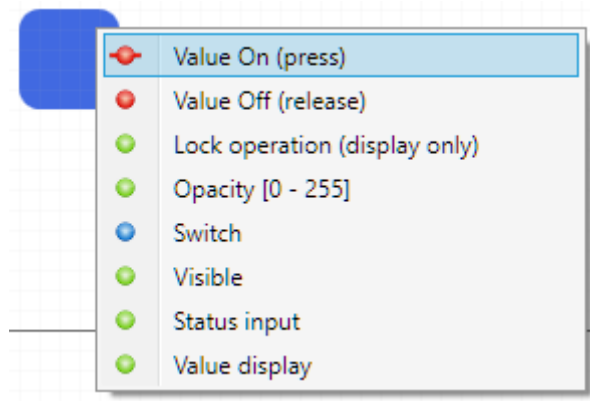 Value On (press)
Value Off (release)
Lock operation (display only)
Opacity [0 - 255]
Switch
Visible
Status input
Value display